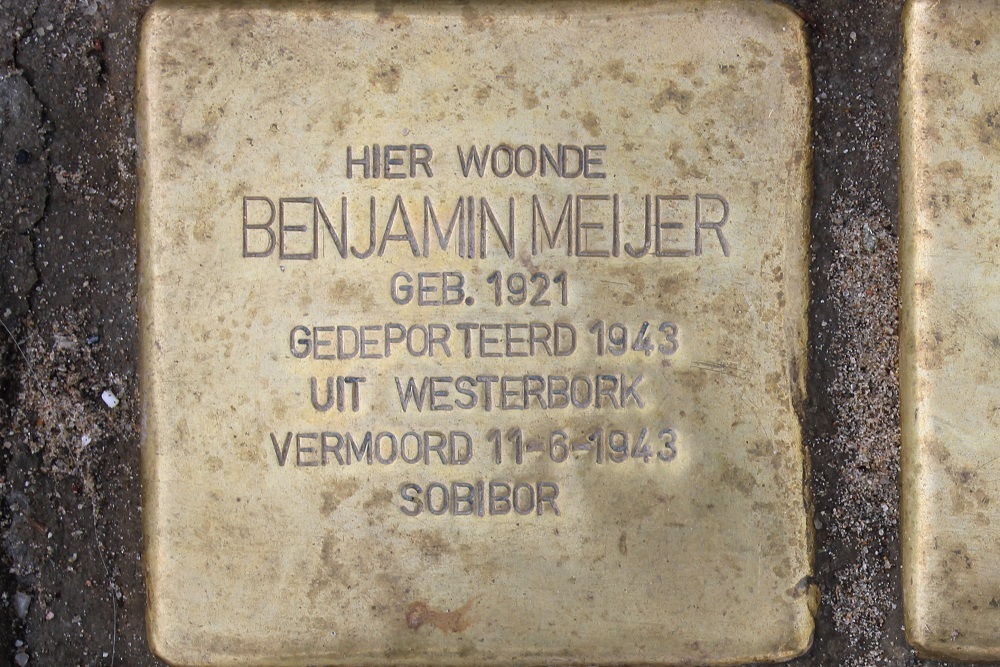 HIER WOONDE
BENJAMIN MEIJER
GEB. 1921
GEDEPORTEERD 1943
UIT WESTERBORK
VERMOORD 11-6-1943
SOBIBOR